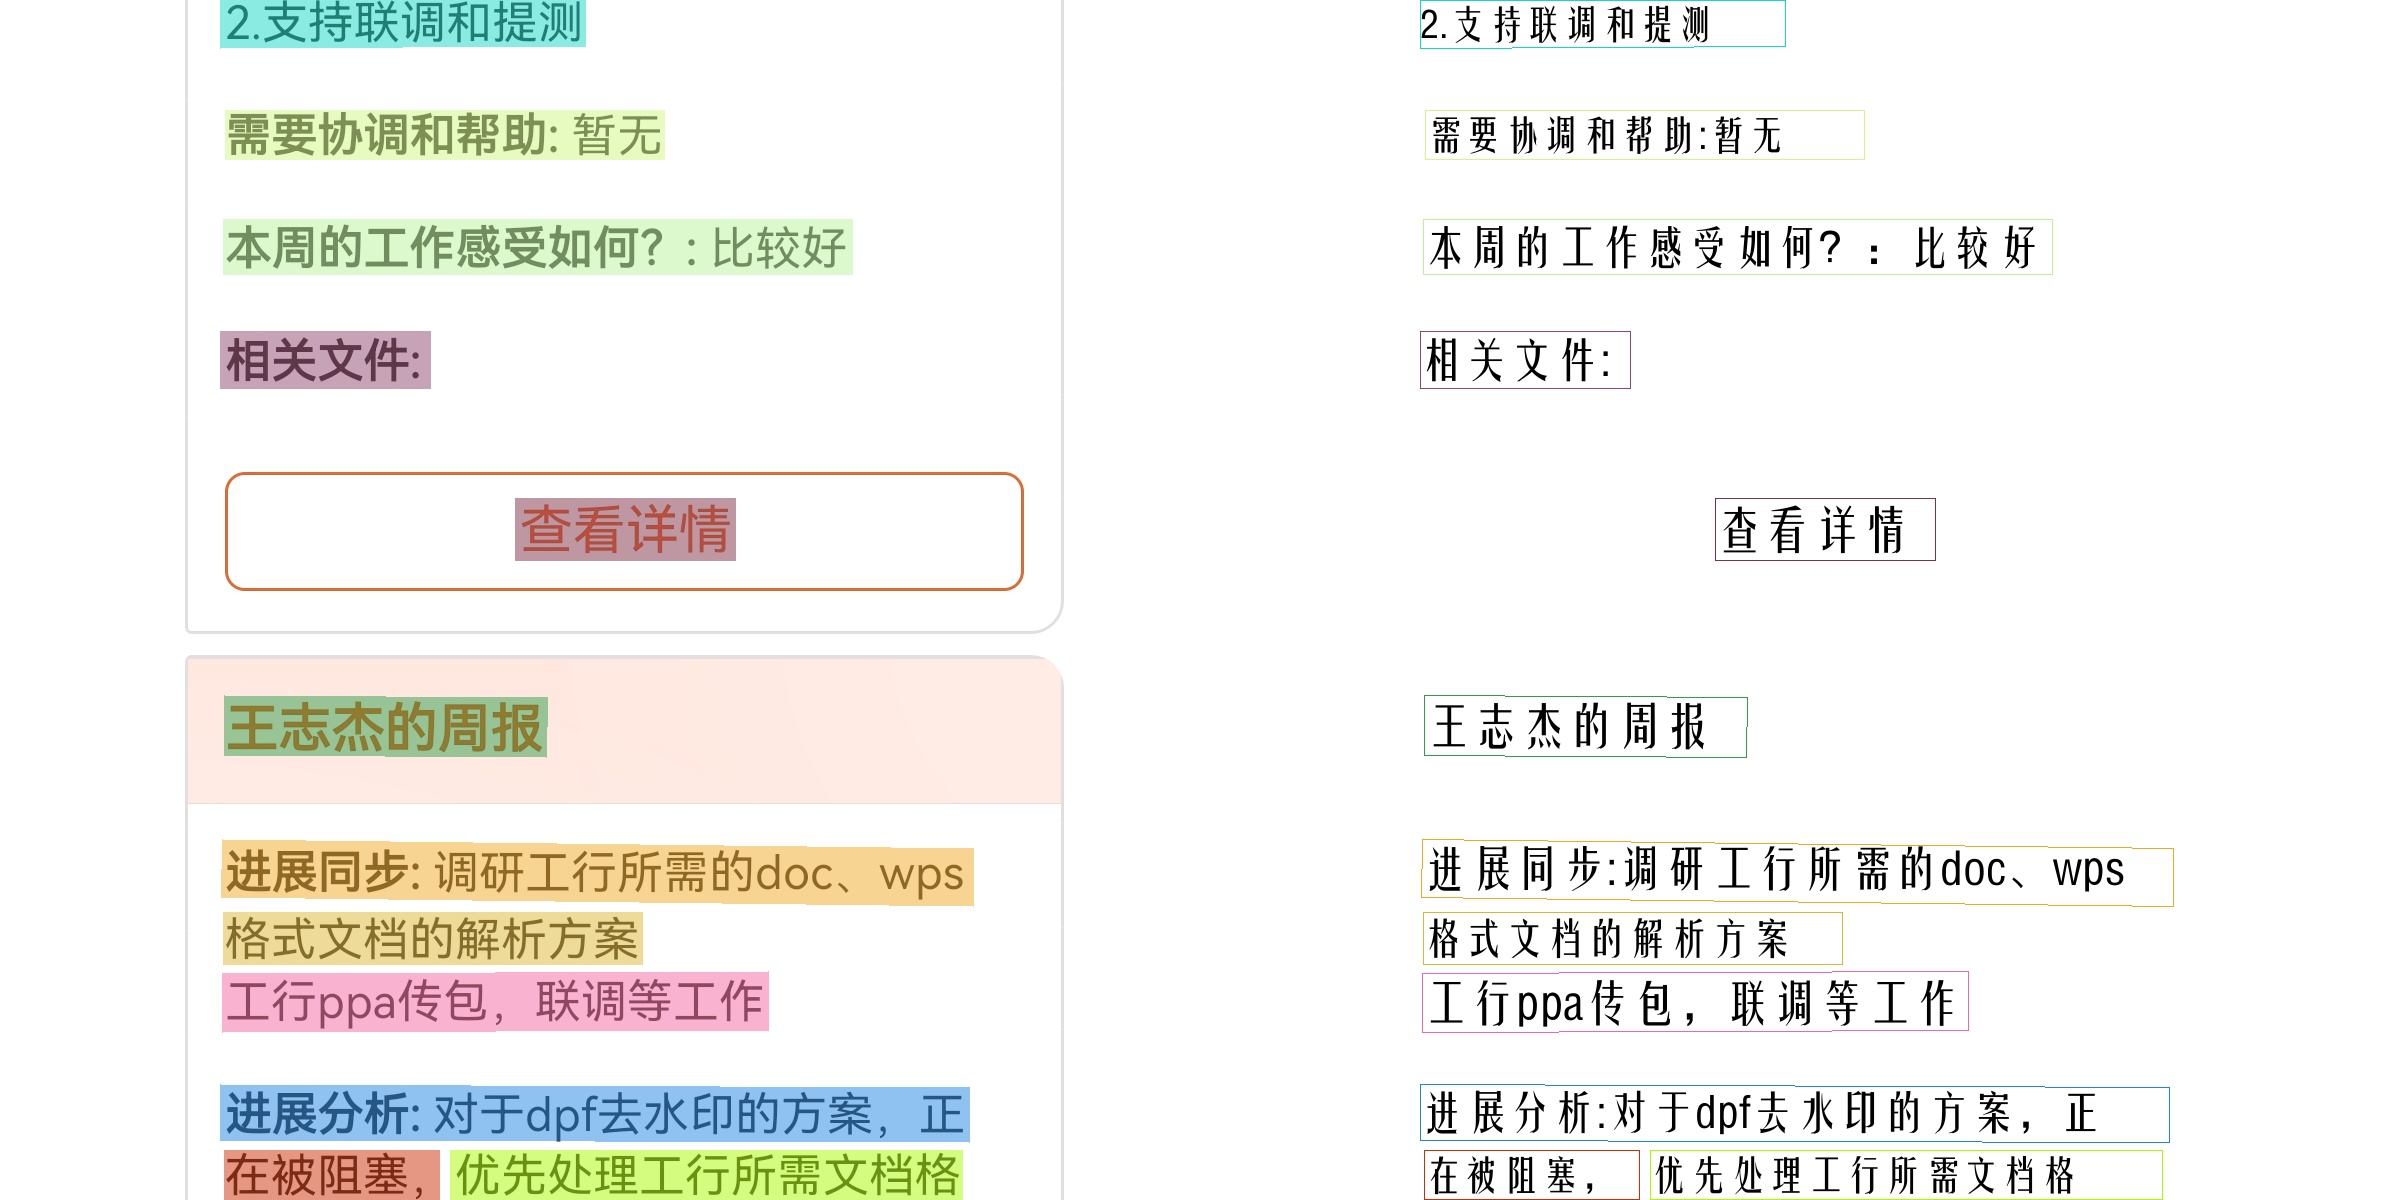 2.支持联调和提测
需要协调和帮助: 暂无
本周的工作感受如何？: 比较好
相关文件:
查看详情
王志杰的周报
进展同步: 调研工行所需的doc、wps
格式文档的解析方案
工行ppa传包，联调等工作
进展分析: 对于dpf去水印的方案，正
在被阻塞，优先处理工行所需文档格
2.支持联调和提测
需要协调和帮助:暂无
本周的工作感受如何?：比较好
相关文件:
查看详情
王志杰的周报
进展同步:调研工行所需的doc、wps
格式文档的解析方案
工行ppa传包，联调等工作
进展分析:对于dpf去水印的方案，正
在被阻塞，优先处理工行所需文档格